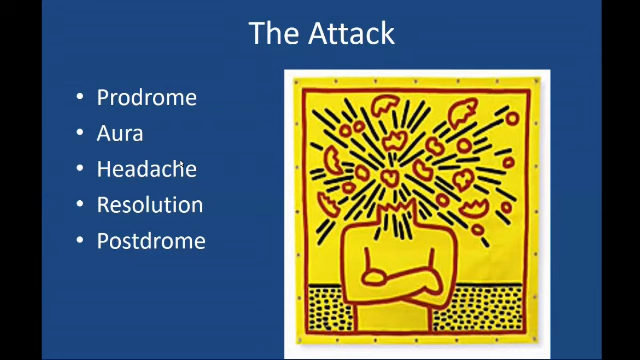 The Attack
• Prodrome
• Aura
• Headache
• Resolution
• Postdrome